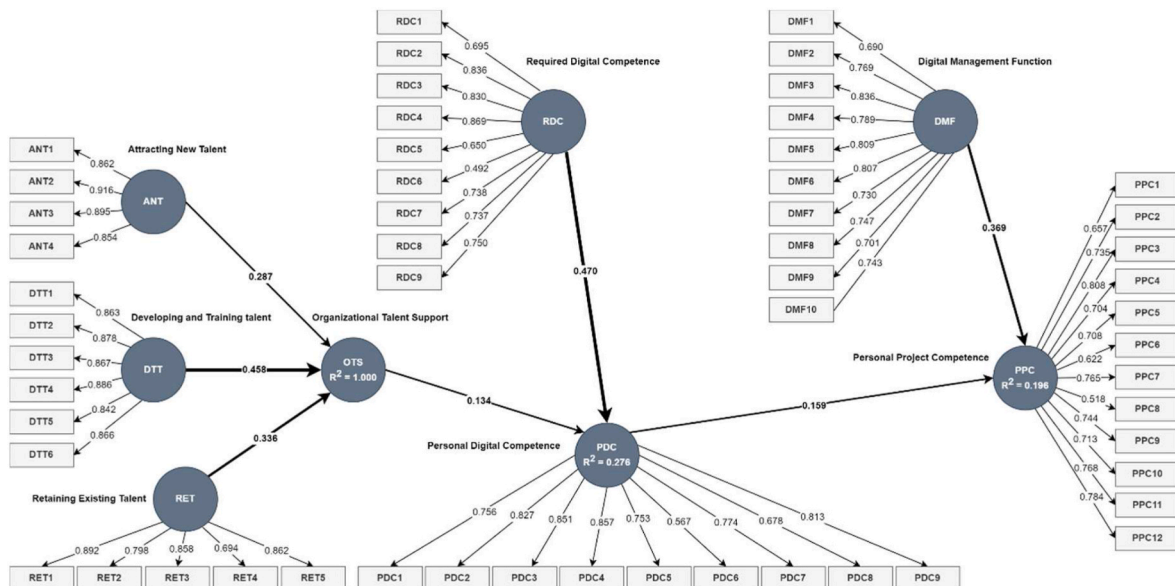 RDC1
RDC2
RDC3
RDC4
RDC5
RDC6
RDC7
RDC8
RDC9
0.695
0.836
0.830
0.869
0.650
0.492
0.738
0.737
0.750
Required Digital Competence
RDC
DMF1
DMF2
DMF3
DMF4
DMF5
DMF6
DMF7
DMF8
DMF9
DMF10
0.690
0.769
0.836
0.789
0.809
0.807
0.730
0.747
0.701
0.743
Digital Management Function
DMF
ANT1
ANT2
ANT3
ANT4
0.862
0.916
0.895
0.854
Attracting New Talent
ANT
0.287
DTT1
DTT2
DTT3
DTT4
DTT5
DTT6
0.863
0.878
0.867
0.886
0.842
0.866
Developing and Training talent
DTT
0.458
Organizational Talent Support
OTS
R² = 1.000
0.336
Retaining Existing Talent
RET
0.892
0.798
0.858
0.694
0.862
RET1
RET2
RET3
RET4
RET5
0.134
0.470
Personal Digital Competence
PDC
R² = 0.276
0.756
0.827
0.851
0.857
0.753
0.567
0.774
0.678
0.813
PDC1
PDC2
PDC3
PDC4
PDC5
PDC6
PDC7
PDC8
PDC9
0.159
0.369
Personal Project Competence
PPC
R² = 0.196
0.657
0.735
0.808
0.704
0.708
0.622
0.765
0.518
0.744
0.713
0.768
0.784
PPC1
PPC2
PPC3
PPC4
PPC5
PPC6
PPC7
PPC8
PPC9
PPC10
PPC11
PPC12